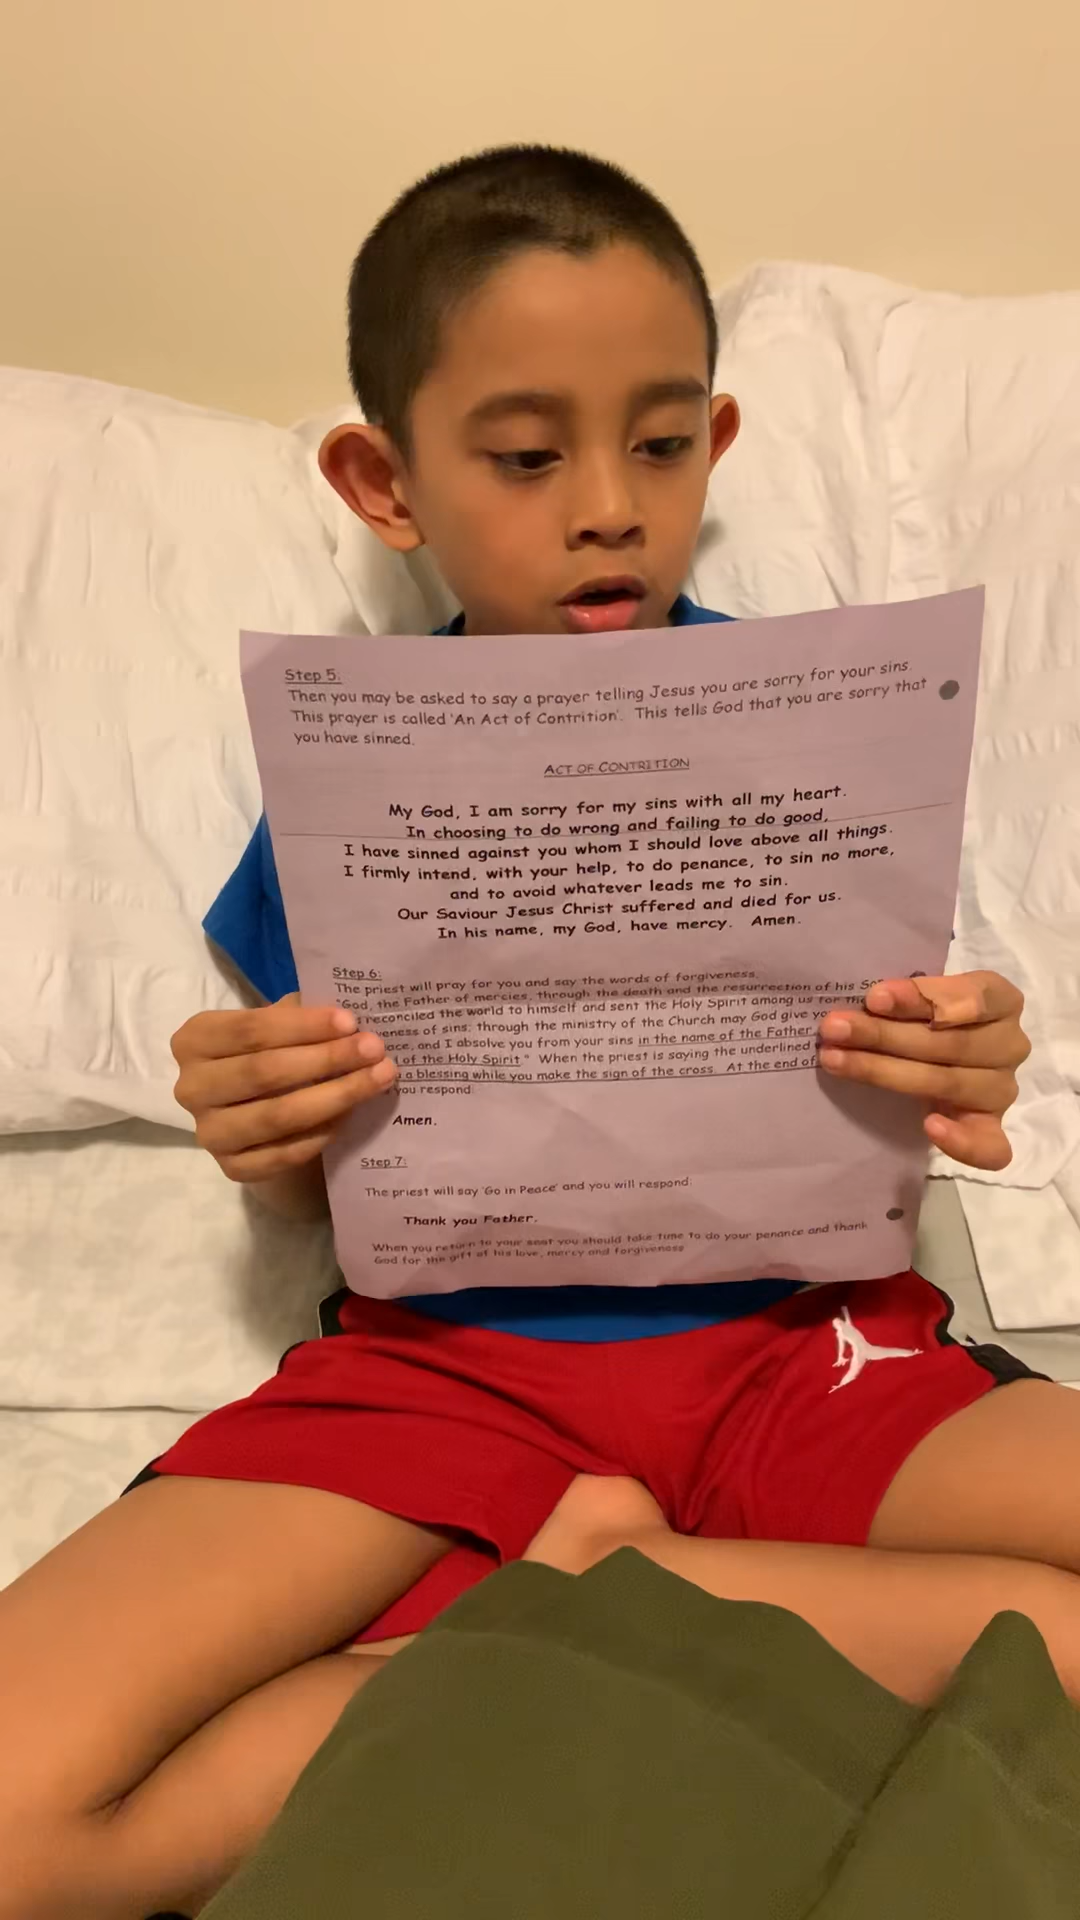 Step 5:
Then you may be asked to say a prayer telling Jesus you are sorry for your sins.
This prayer is called 'An Act of Contrition'. This tells God that you are sorry that
you have sinned.
ACT OF CONTRITION
My God, I am sorry for my sins with all my heart.
In choosing to do wrong and failing to do good,
I have sinned against you whom I should love above all things.
I firmly intend, with your help, to do penance, to sin no more,
and to avoid whatever leads me to sin.
Our Saviour Jesus Christ suffered and died for us.
In his name, my God, have mercy. Amen.
Step 6:
The priest will pray for you and say the words of forgiveness.
"God, the Father of mercies, through the death and the resurrection of his
reconciled the world to himself and sent the Holy Spirit among us for the
of sins; through the ministry of the Church may God give
and I absolve you from your sins in the name of the Father
of the Holy Spirit." When the priest is saying the underlined
a blessing while you make the sign of the cross. At the end of
you respond:
Amen.
Step 7:
The priest will say 'Go in Peace' and you will respond:
Thank you Father.
When you return to your seat you should take time to do your penance and thank
God for the gift of his love, mercy and forgiveness